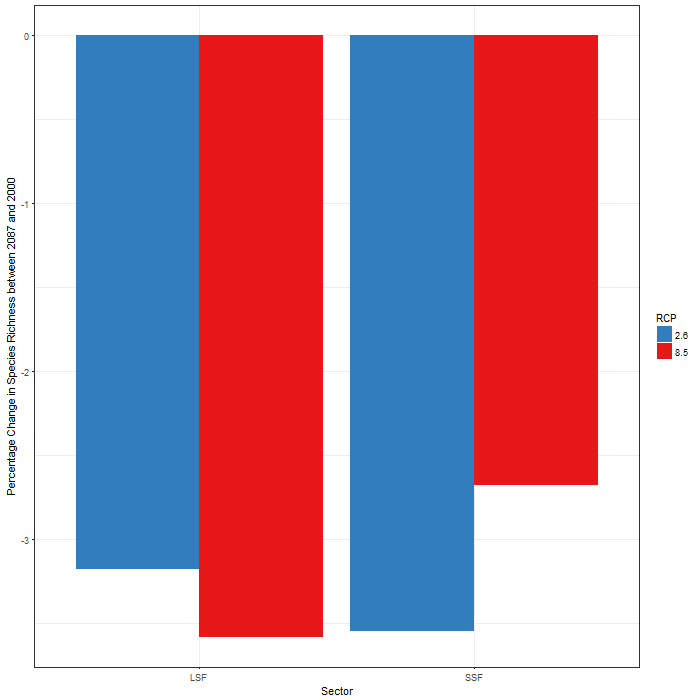 Percentage Change in Species Richness between 2087 and 2000
0
-1
-2
-3
LSF
SSF
Sector
RCP
2.6
8.5